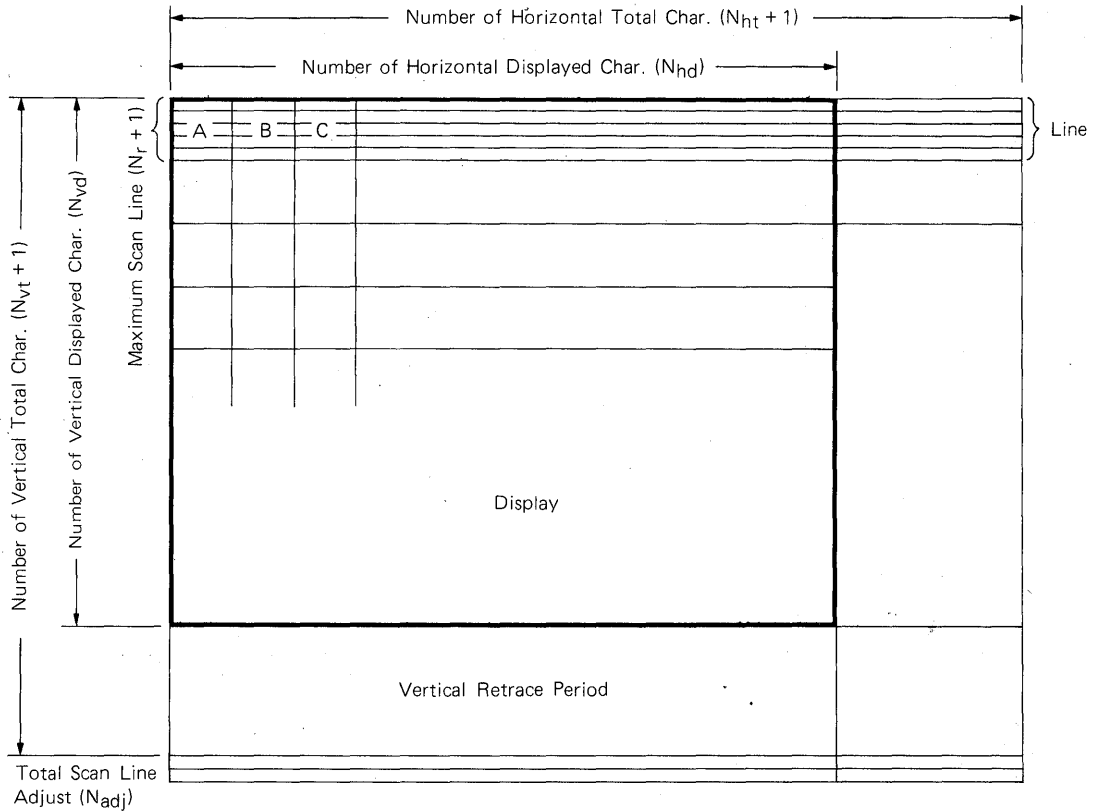 Number of Horizontal Total Char. (Nht + 1)
Number of Horizontal Displayed Char. (Nhd)
A B C
Line
Number of Vertical Total Char. (Nvt + 1)
Number of Vertical Displayed Char. (Nvd)
Maximum Scan Line (Nr + 1)
Display
Vertical Retrace Period
Total Scan Line
Adjust (Nadj)